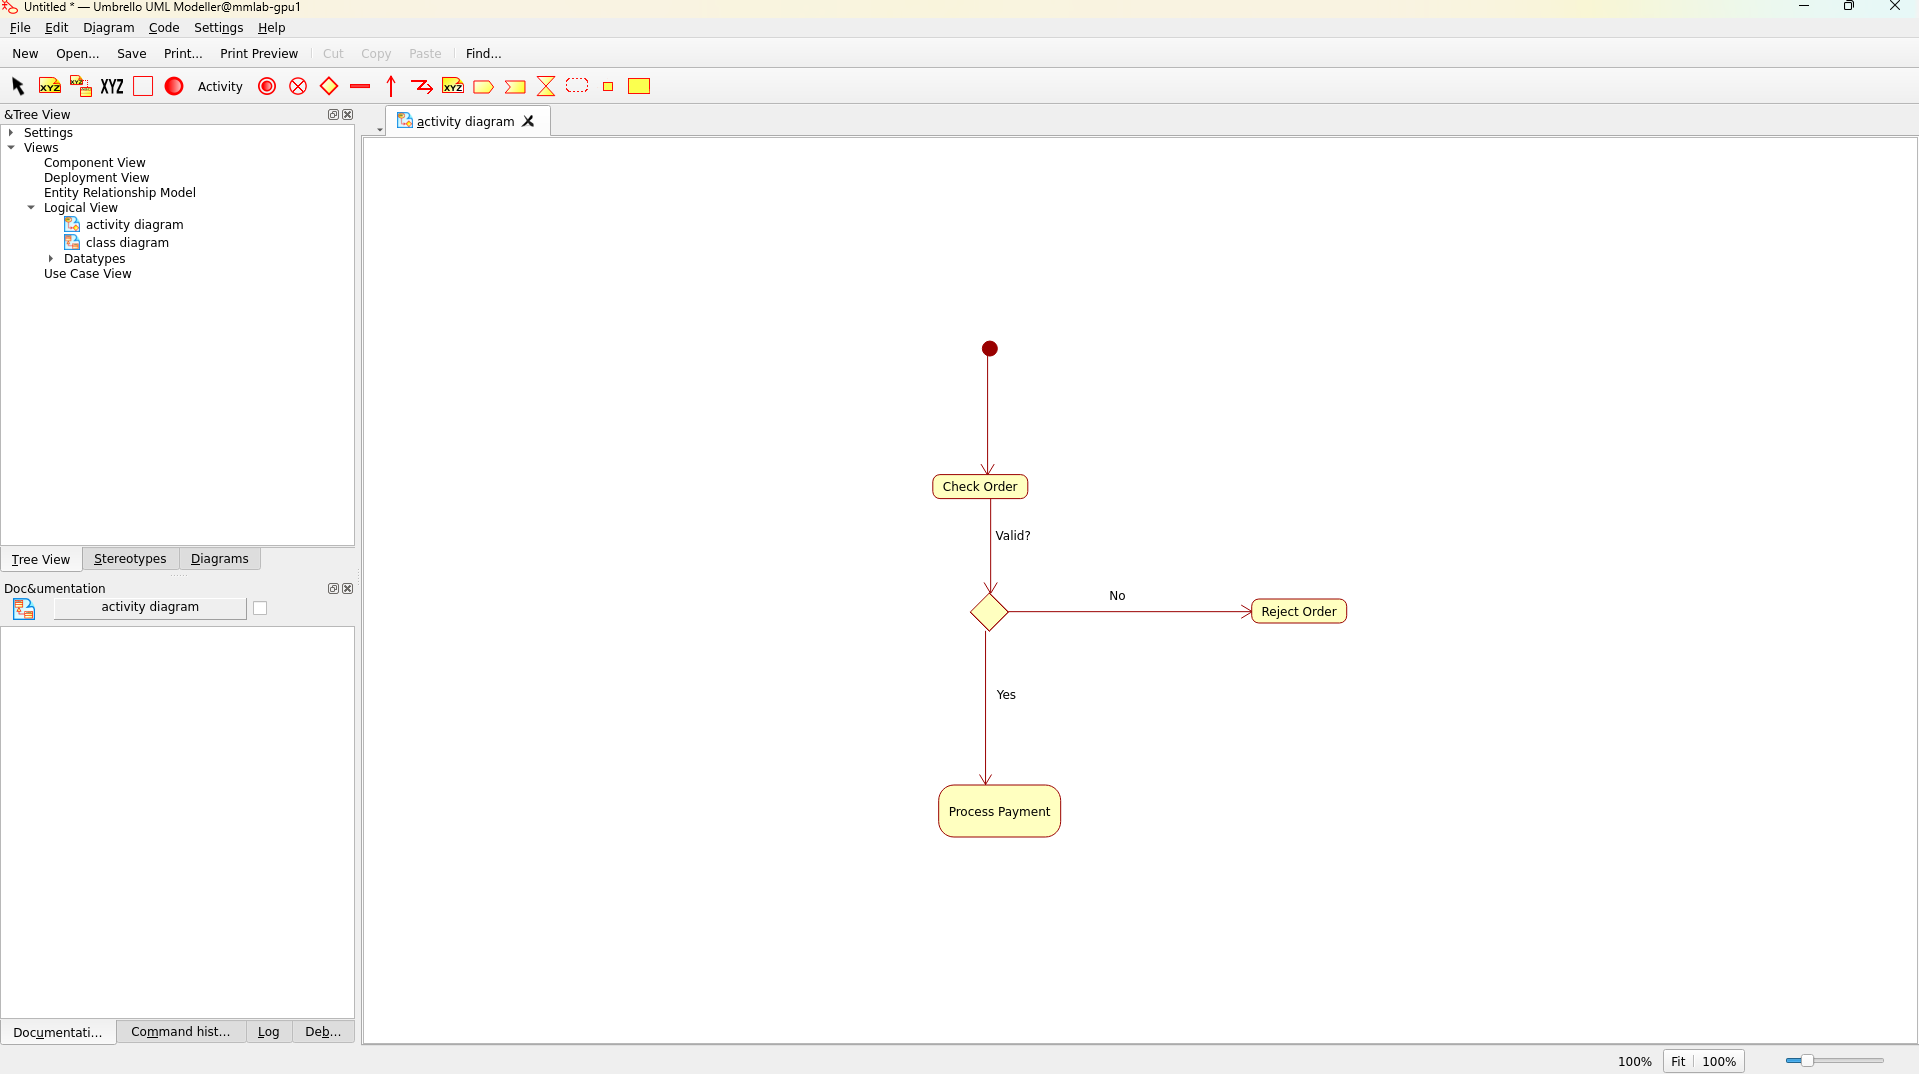 Untitled * — Umbrello UML Modeller@mmlab-gpu1
File Edit Diagram Code Settings Help
New Open... Save Print... Print Preview Cut Copy Paste Find...
XYZ XYZ XYZ Activity XYZ
&Tree View
activity diagram
Settings
Views
Component View
Deployment View
Entity Relationship Model
Logical View
activity diagram
class diagram
Datatypes
Use Case View
Check Order
Valid?
No
Reject Order
Yes
Process Payment
Tree View Stereotypes Diagrams
Doc&umentation
activity diagram
Documentati... Command hist... Log Deb...
100% Fit 100%